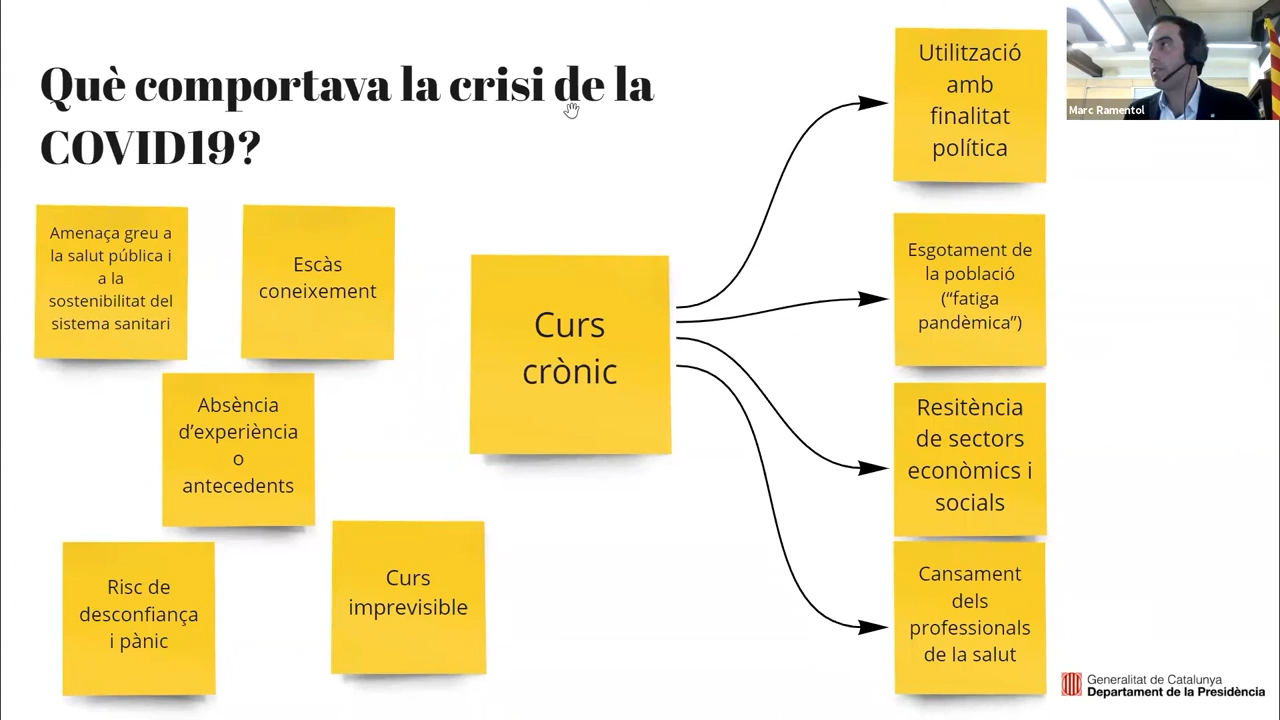 Què comportava la crisi de la
COVID19?
Amenaça greu a
la salut pública i
a la
sostenibilitat del
sistema sanitari
Escàs
coneixement
Absència
d'experiència
o
antecedents
Risc de
desconfiança
i pànic
Curs
imprevisible
Curs
crònic
Utilització
amb
finalitat
política
Esgotament de
la població
(“fatiga
pandèmica”)
Resitència
de sectors
econòmics i
socials
Cansament
dels
professionals
de la salut
Marc Ramentol
Generalitat de Catalunya
Departament de la Presidència